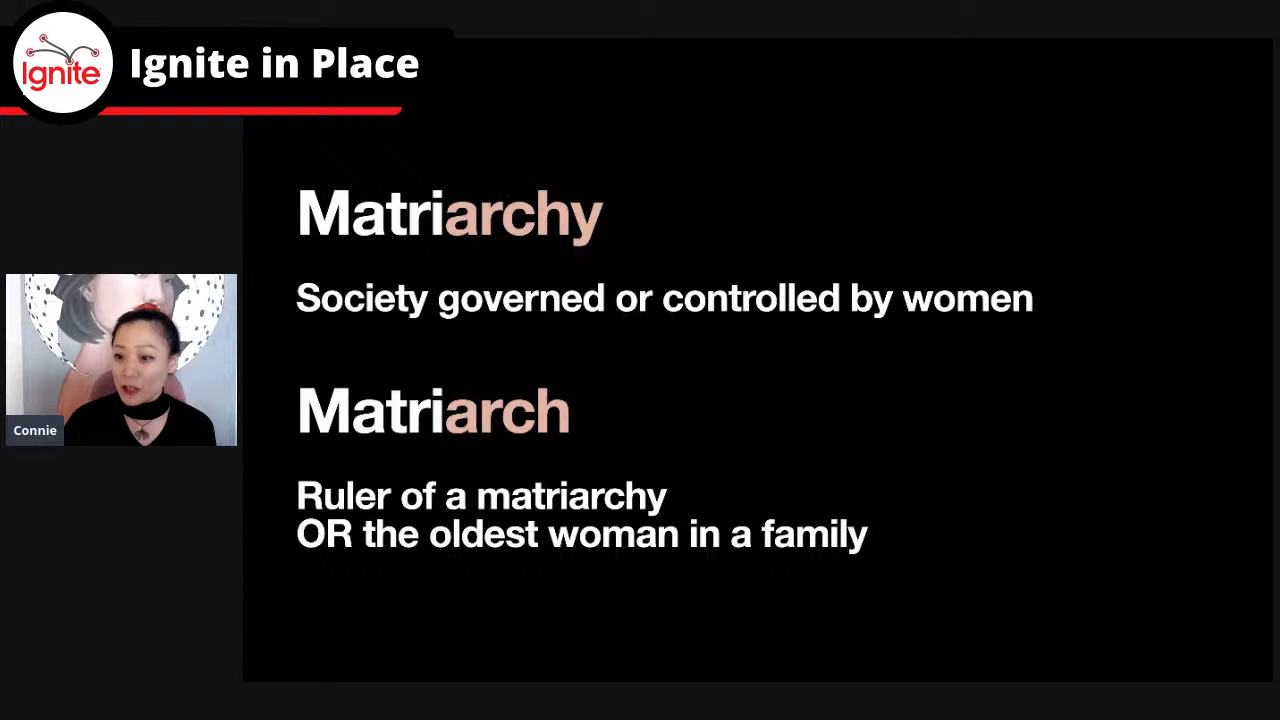 Ignite
Ignite in Place
Matriarchy
Society governed or controlled by women
Connie
Matriarch
Ruler of a matriarchy
OR the oldest woman in a family